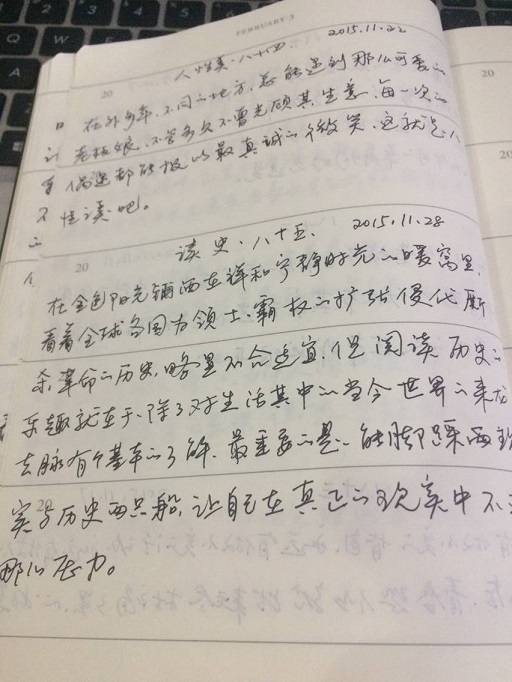 FEBRUARY·3
人性美·八十四 2015.11.22
20
在外多年,不同的地方,总能遇到那么可爱的
老板娘,不管多久不曾光顾其生意,每一次的
偶遇都能报以最真诚的微笑,这就是人
性美吧。
读史·八十五 2015.11.28
20
在金色阳光铺洒在祥和宁静时光的暖窝里,
看着全球各国为领土、霸权的扩张侵伐厮
杀,革命的历史,略显不合适宜,但阅读历史的
乐趣就在于,除了对生活其中的当今世界的来龙
去脉有个基本的了解,最重要的是,能脚踩两
20
实与历史两只船,让自己在真正的现实中不
那么吃力。
20
20